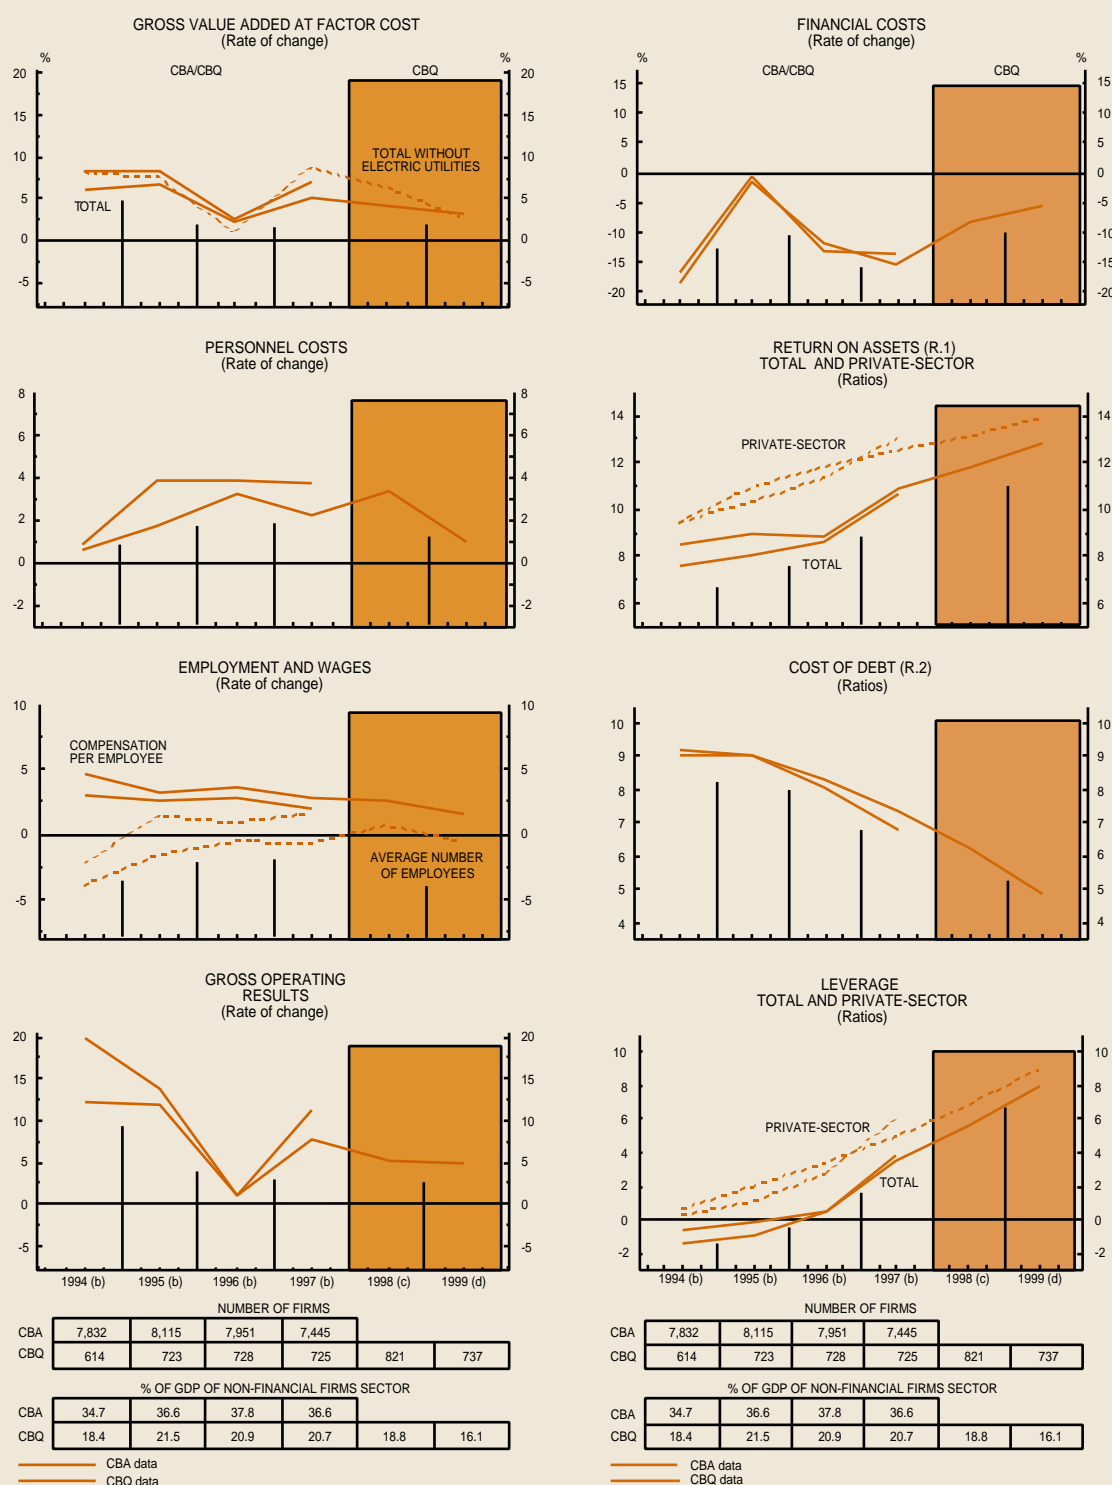 GROSS VALUE ADDED AT FACTOR COST
(Rate of change)
% %
CBA/CBQ CBQ
20 20
15 15
10 10
5 5
0 0
-5 -5
TOTAL WITHOUT
ELECTRIC UTILITIES
TOTAL
PERSONNEL COSTS
(Rate of change)
8 8
6 6
4 4
2 2
0 0
-2 -2
EMPLOYMENT AND WAGES
(Rate of change)
10 10
5 5
0 0
-5 -5
COMPENSATION
PER EMPLOYEE
AVERAGE NUMBER
OF EMPLOYEES
GROSS OPERATING
RESULTS
(Rate of change)
20 20
15 15
10 10
5 5
0 0
-5 -5
1994 (b) 1995 (b) 1996 (b) 1997 (b) 1998 (c) 1999 (d)
NUMBER OF FIRMS
CBA 7,832 8,115 7,951 7,445
CBQ 614 723 728 725 821 737
% OF GDP OF NON-FINANCIAL FIRMS SECTOR
CBA 34.7 36.6 37.8 36.6
CBQ 18.4 21.5 20.9 20.7 18.8 16.1
CBA data
CBQ data
FINANCIAL COSTS
(Rate of change)
% %
CBA/CBQ CBQ
15 15
10 10
5 5
0 0
-5 -5
-10 -10
-15 -15
-20 -20
RETURN ON ASSETS (R.1)
TOTAL AND PRIVATE-SECTOR
(Ratios)
14 14
12 12
10 10
8 8
6 6
PRIVATE-SECTOR
TOTAL
COST OF DEBT (R.2)
(Ratios)
10 10
9 9
8 8
7 7
6 6
5 5
4 4
LEVERAGE
TOTAL AND PRIVATE-SECTOR
(Ratios)
10 10
8 8
6 6
4 4
2 2
0 0
-2 -2
PRIVATE-SECTOR
TOTAL
1994 (b) 1995 (b) 1996 (b) 1997 (b) 1998 (c) 1999 (d)
NUMBER OF FIRMS
CBA 7,832 8,115 7,951 7,445
CBQ 614 723 728 725 821 737
% OF GDP OF NON-FINANCIAL FIRMS SECTOR
CBA 34.7 36.6 37.8 36.6
CBQ 18.4 21.5 20.9 20.7 18.8 16.1
CBA data
CBQ data